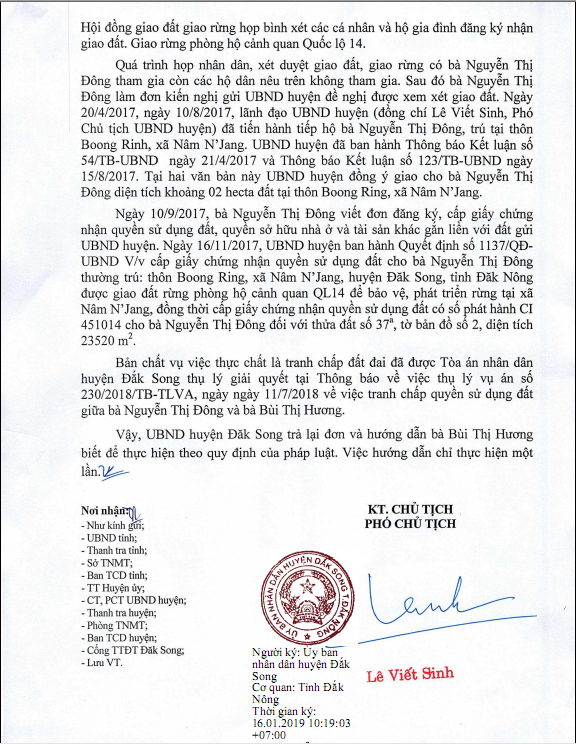 Hội đồng giao đất giao rừng họp bình xét các cá nhân và hộ gia đình đăng ký nhận
giao đất. Giao rừng phòng hộ cảnh quan Quốc lộ 14.
Quá trình họp nhân dân, xét duyệt giao đất, giao rừng có bà Nguyễn Thị
Đông tham gia còn các hộ dân nêu trên không tham gia. Sau đó bà Nguyễn Thị
Đông làm đơn kiến nghị gửi UBND huyện đề nghị được xem xét giao đất. Ngày
20/4/2017, ngày 10/8/2017, lãnh đạo UBND huyện (đồng chí Lê Viết Sinh, Phó
Chủ tịch UBND huyện) đã tiến hành tiếp hộ bà Nguyễn Thị Đông, trú tại thôn
Boong Rinh, xã Nâm N’Jang. UBND huyện đã ban hành Thông báo Kết luận số
54/TB-UBND ngày 21/4/2017 và Thông báo Kết luận số 123/TB-UBND ngày
15/8/2017. Tại hai văn bản này UBND huyện đồng ý giao cho bà Nguyễn Thị
Đông diện tích khoảng 02 hecta đất tại thôn Boong Ring, xã Nâm N’Jang.
Ngày 10/9/2017, bà Nguyễn Thị Đông viết đơn đăng ký, cấp giấy chứng
nhận quyền sử dụng đất, quyền sở hữu nhà ở và tài sản khác gắn liền với đất gửi
UBND huyện. Ngày 16/11/2017, UBND huyện ban hành Quyết định số 1137/QĐ-
UBND V/v cấp giấy chứng nhận quyền sử dụng đất cho bà Nguyễn Thị Đông
thường trú: thôn Boong Ring, xã Nâm N’Jang, huyện Đăk Song, tỉnh Đăk Nông
được giao đất rừng phòng hộ cảnh quan QL14 để bảo vệ, phát triển rừng tại xã
Nâm N’Jang, đồng thời cấp giấy chứng nhận quyền sử dụng đất có số phát hành CI
451014 cho bà Nguyễn Thị Đông đối với thửa đất số 37ª, tờ bản đồ số 2, diện tích
23520 m².
Bản chất vụ việc thực chất là tranh chấp đất đai đã được Tòa án nhân dân
huyện Đắk Song thụ lý giải quyết tại Thông báo về việc thụ lý vụ án số
230/2018/TB-TLVA, ngày ngày 11/7/2018 về việc tranh chấp quyền sử dụng đất
giữa bà Nguyễn Thị Đông và bà Bùi Thị Hương.
Vậy, UBND huyện Đăk Song trả lại đơn và hướng dẫn bà Bùi Thị Hương
biết để thực hiện theo quy định của pháp luật. Việc hướng dẫn chỉ thực hiện một
lần.
Nơi nhận:
- Như kính gửi;
- UBND tỉnh;
- Thanh tra tỉnh;
- Sở TNMT;
- Ban TCD tỉnh;
- TT Huyện ủy;
- CT, PCT UBND huyện;
- Thanh tra huyện;
- Phòng TNMT;
- Ban TCD huyện;
- Cổng TTĐT Đăk Song;
- Lưu VT.
KT. CHỦ TỊCH
PHÓ CHỦ TỊCH
ỦY BAN NHÂN DÂN HUYỆN ĐẮK SONG T.ĐẮK NÔNG
Lê Viết Sinh
Người ký: Ủy ban
nhân dân huyện Đắk
Song
Cơ quan: Tỉnh Đắk
Nông
Thời gian ký:
16.01.2019 10:19:03
+07:00